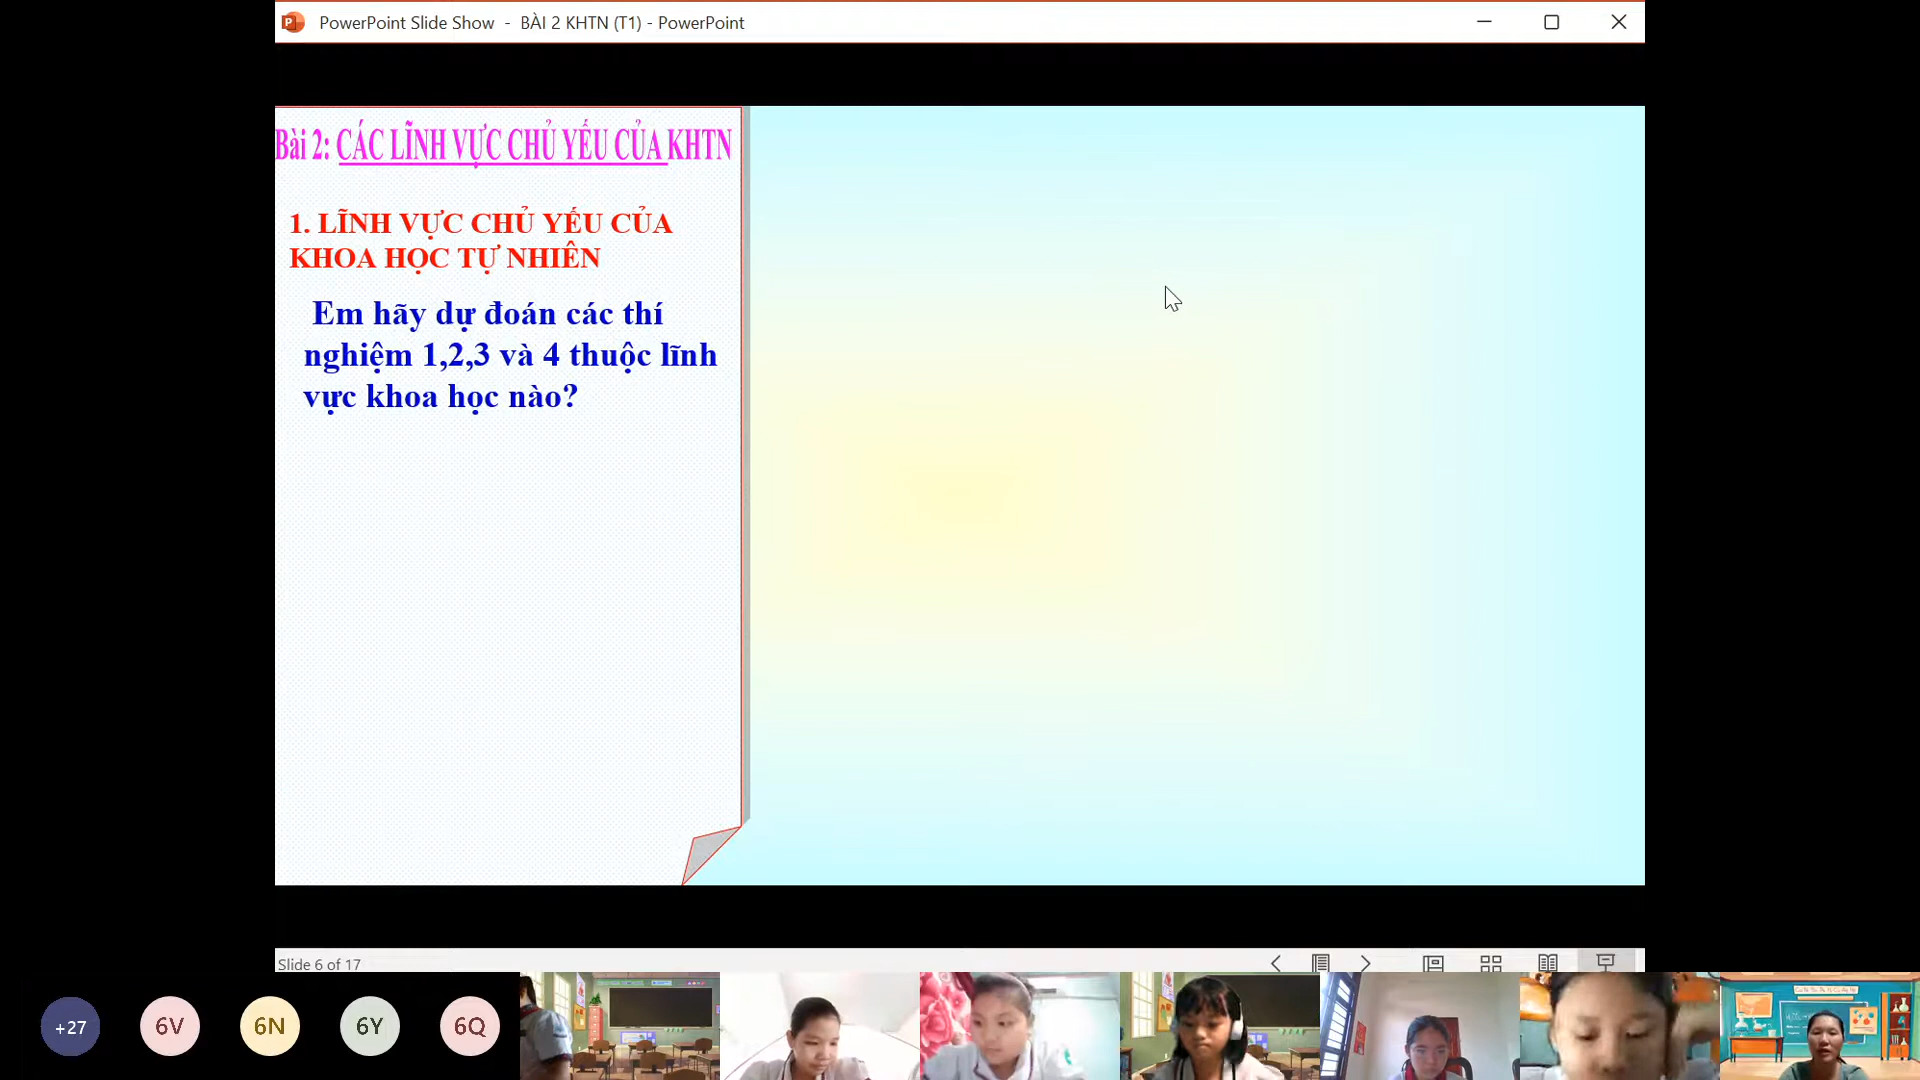 PowerPoint Slide Show - BÀI 2 KHTN (T1) - PowerPoint
Bài 2: CÁC LĨNH VỰC CHỦ YẾU CỦA KHTN
1. LĨNH VỰC CHỦ YẾU CỦA
KHOA HỌC TỰ NHIÊN
Em hãy dự đoán các thí
nghiệm 1,2,3 và 4 thuộc lĩnh
vực khoa học nào?
Slide 6 of 17
+27
6V
6N
6Y
6Q